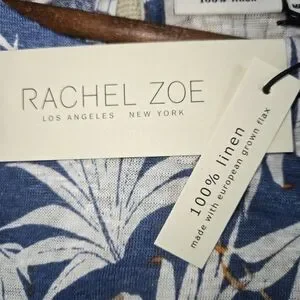 RACHEL ZOE
LOS ANGELES NEW YORK
100% linen
made with european grown flax